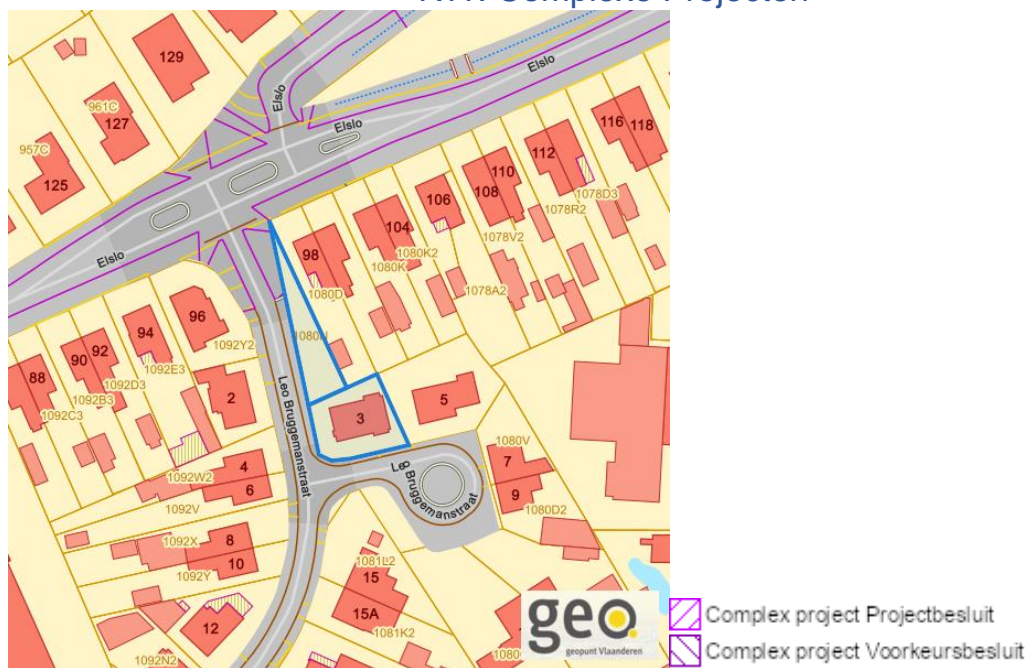 Complexe Projecten
129
961C
127
957C
125
Elslo
Elslo
Elslo
Elslo
116
118
112
110
108
106
104
98
1078D3
1078R2
1078V2
1078A2
1080K2
1080K
1080D
96
94
92
90
88
1092Y2
1092E3
1092D3
1092B3
1092C3
2
Leo Bruggemanstraat
3
5
1080V
7
9
1080D2
Leo Bruggemanstraat
4
6
1092W2
1092V
8
10
1092X
1092Y
12
1092N2
1081L2
15
15A
1081K2
1080
geo
geopunt Vlaanderen
Complex project Projectbesluit
Complex project Voorkeursbesluit